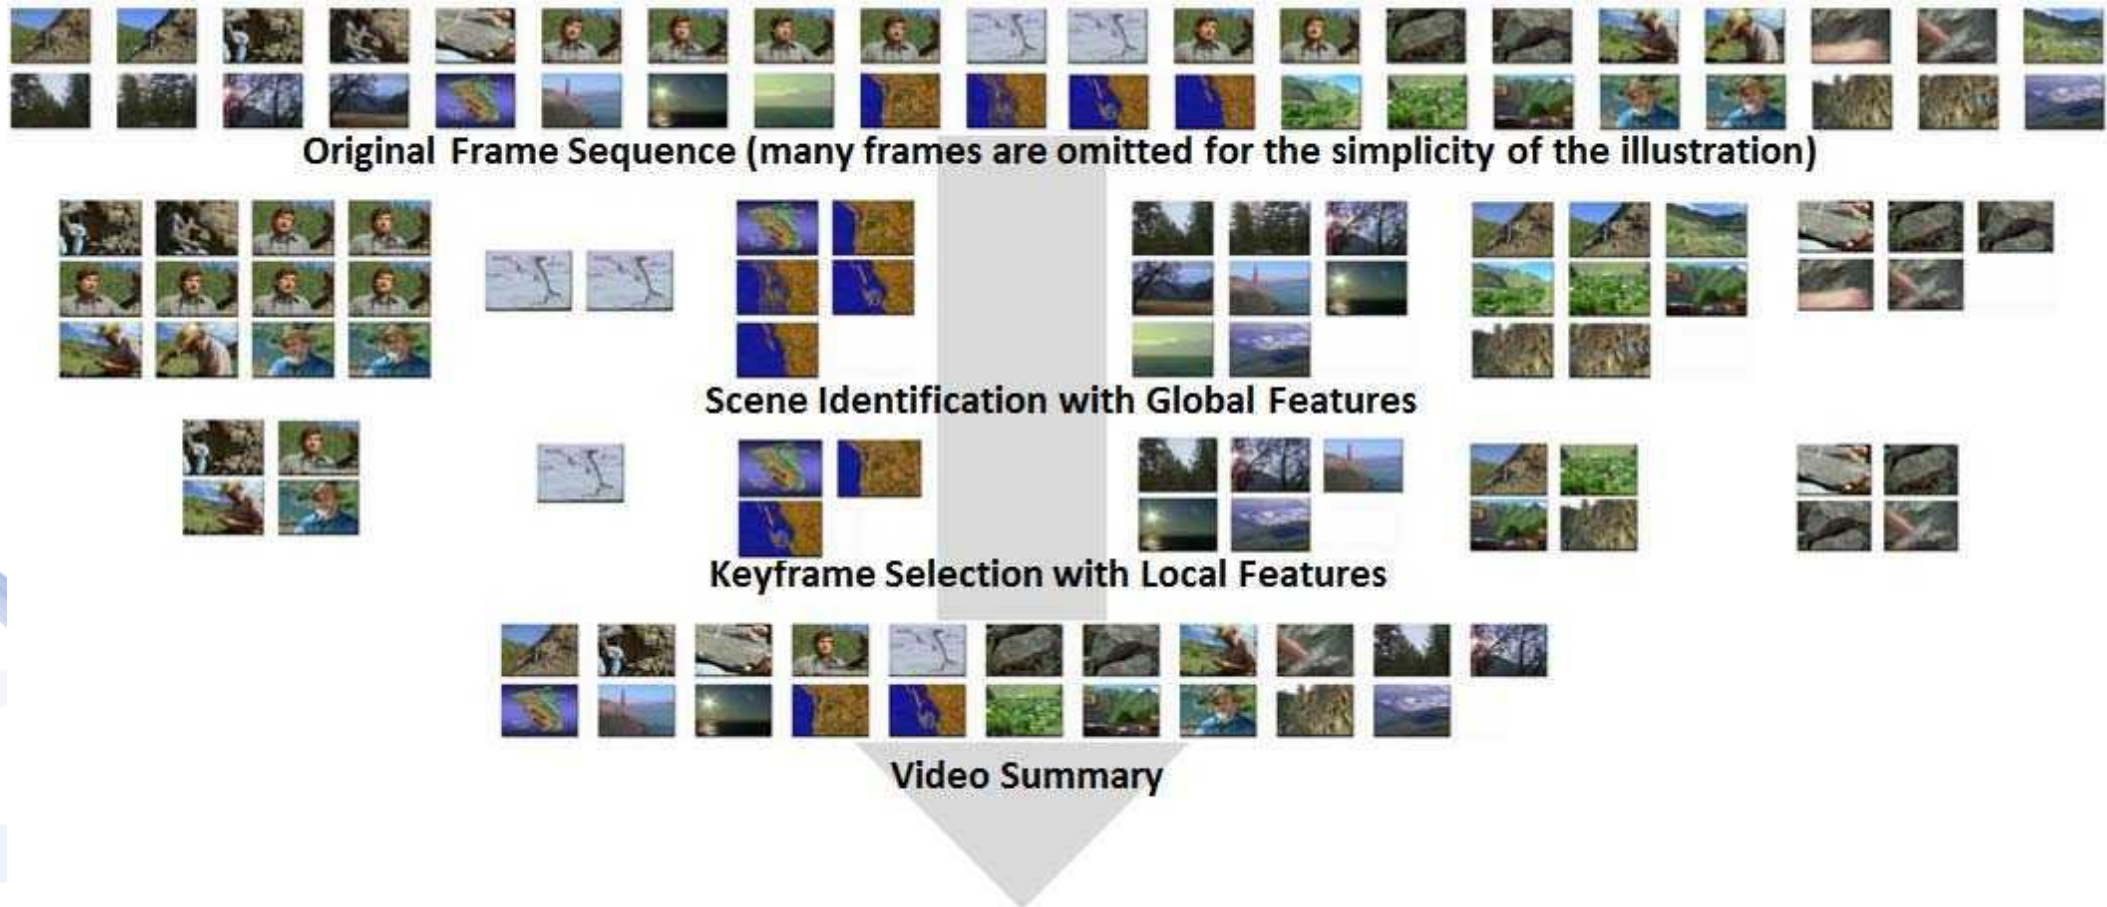 Original Frame Sequence (many frames are omitted for the simplicity of the illustration)
Scene Identification with Global Features
Keyframe Selection with Local Features
Video Summary